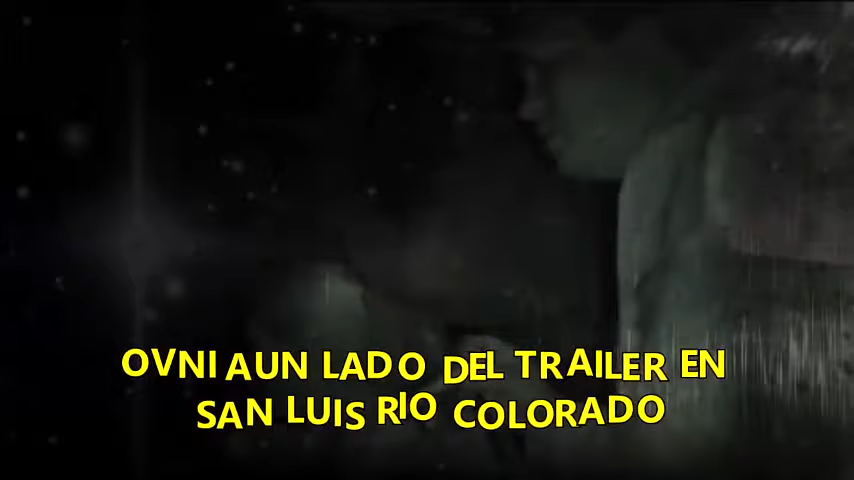 OVNI AUN LADO DEL TRAILER EN
SAN LUIS RIO COLORADO